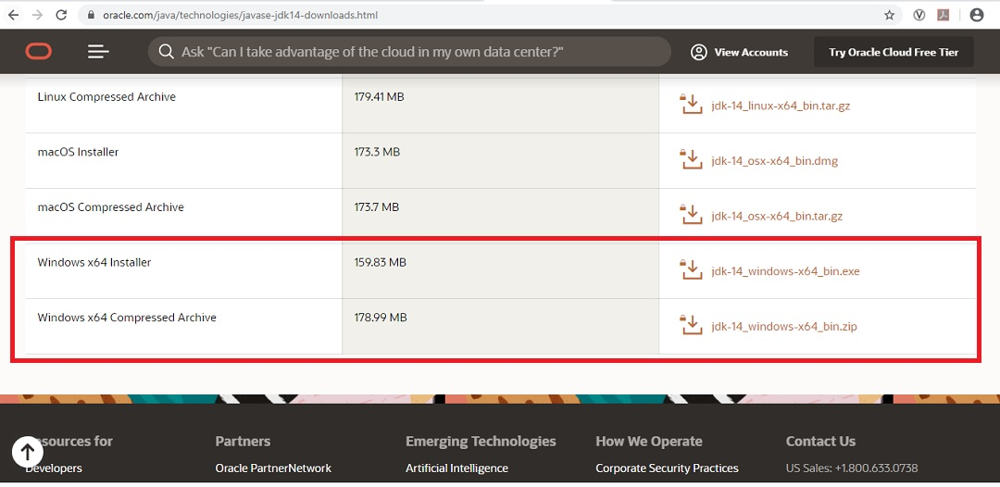 oracle.com/java/technologies/javase-jdk14-downloads.html
Ask "Can I take advantage of the cloud in my own data center?"
View Accounts
Try Oracle Cloud Free Tier
Linux Compressed Archive 179.41 MB jdk-14_linux-x64_bin.tar.gz
macOS Installer 173.3 MB jdk-14_osx-x64_bin.dmg
macOS Compressed Archive 173.7 MB jdk-14_osx-x64_bin.tar.gz
Windows x64 Installer 159.83 MB jdk-14_windows-x64_bin.exe
Windows x64 Compressed Archive 178.99 MB jdk-14_windows-x64_bin.zip
sources for Partners Emerging Technologies How We Operate Contact Us
Developers Oracle PartnerNetwork Artificial Intelligence Corporate Security Practices US Sales: +1.800.633.0738